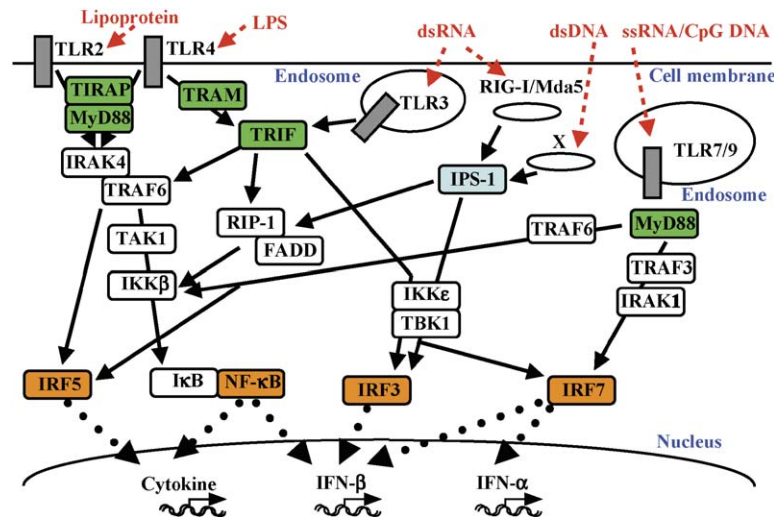 Lipoprotein
TLR2
TLR4
LPS
dsRNA
dsDNA
ssRNA/CpG DNA
Endosome
Cell membrane
TIRAP
MyD88
TRAM
TRIF
TLR3
RIG-I/Mda5
X
TLR7/9
Endosome
IRAK4
TRAF6
IPS-1
RIP-1
FADD
TRAF6
MyD88
TAK1
TRAF3
IRAK1
IKKβ
IKKε
TBK1
IRF5
IκB
NF-κB
IRF3
IRF7
Nucleus
Cytokine
IFN-β
IFN-α